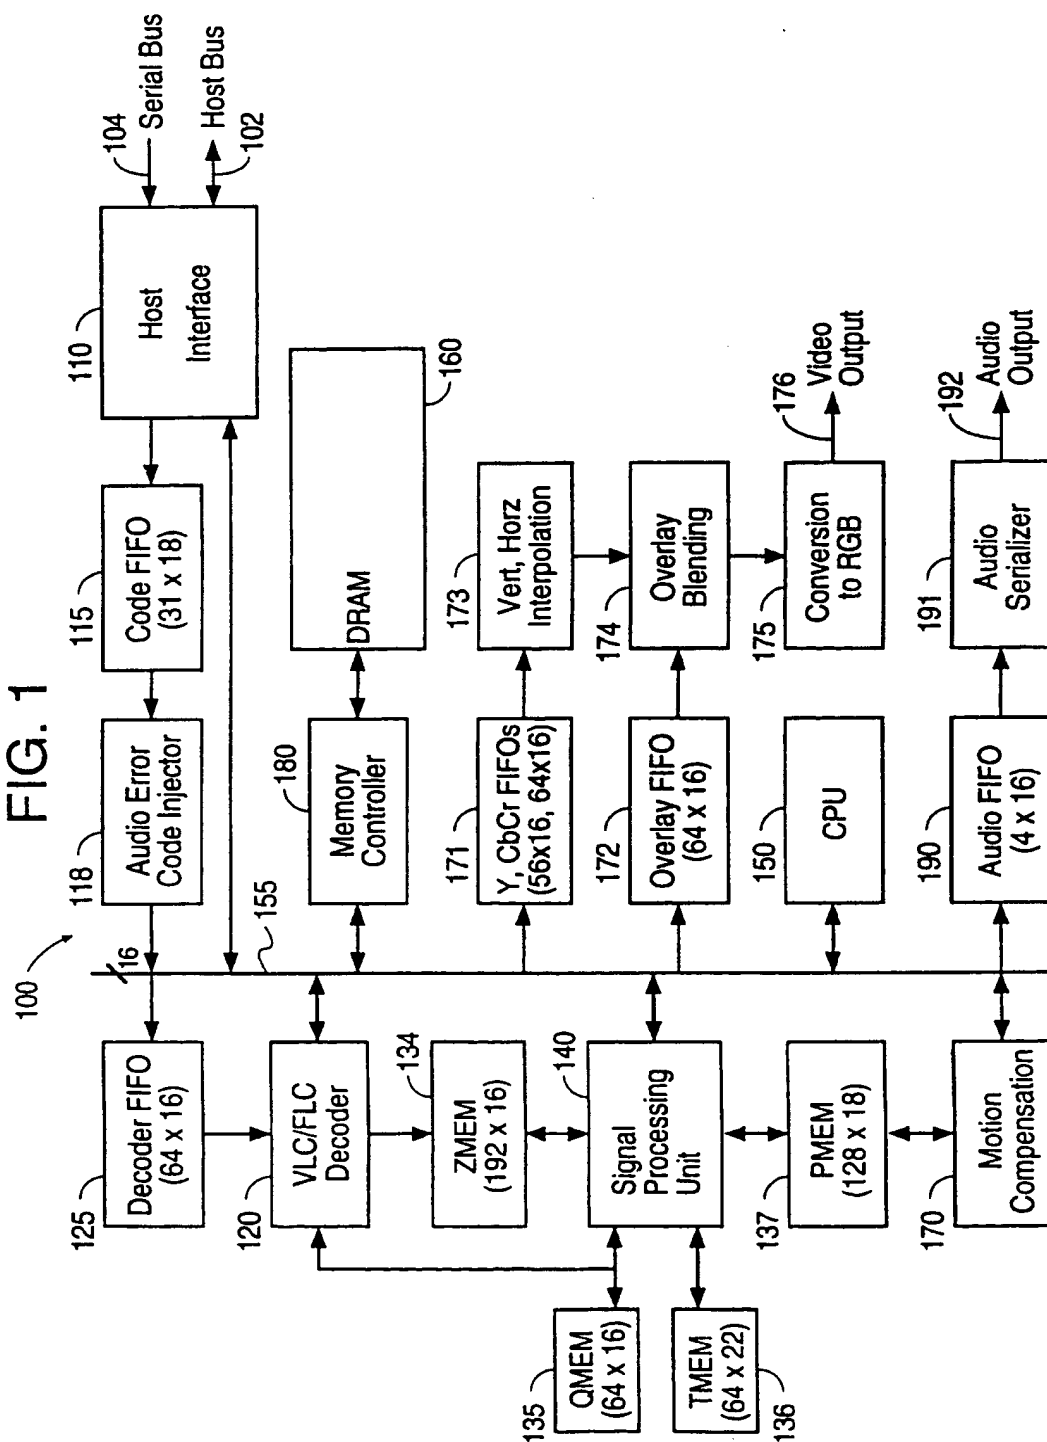 FIG. 1
100
125
Decoder FIFO
(64 x 16)
16
118
Audio Error
Code Injector
115
Code FIFO
(31 x 18)
110
Host
Interface
104
Serial Bus
Host Bus
102
120
VLC/FLC
Decoder
155
180
Memory
Controller
DRAM
160
134
ZMEM
(192 x 16)
171
Y, CbCr FIFOs
(56x16, 64x16)
173
Vert, Horz
Interpolation
135
QMEM
(64 x 16)
140
Signal
Processing
Unit
172
Overlay FIFO
(64 x 16)
174
Overlay
Blending
136
TMEM
(64 x 22)
137
PMEM
(128 x 18)
150
CPU
175
Conversion
to RGB
176
Video
Output
170
Motion
Compensation
190
Audio FIFO
(4 x 16)
191
Audio
Serializer
192
Audio
Output